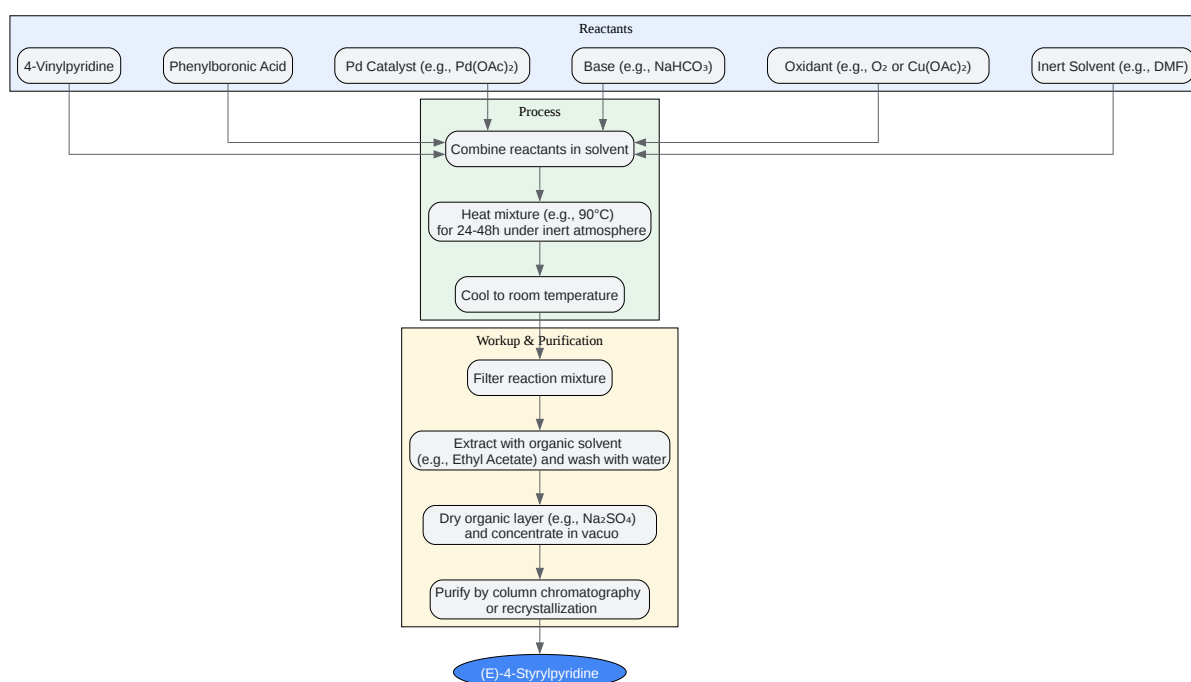 Reactants
4-Vinylpyridine
Phenylboronic Acid
Pd Catalyst (e.g., Pd(OAc)₂)
Base (e.g., NaHCO₃)
Oxidant (e.g., O₂ or Cu(OAc)₂)
Inert Solvent (e.g., DMF)
Process
Combine reactants in solvent
Heat mixture (e.g., 90°C)
for 24-48h under inert atmosphere
Cool to room temperature
Workup & Purification
Filter reaction mixture
Extract with organic solvent
(e.g., Ethyl Acetate) and wash with water
Dry organic layer (e.g., Na₂SO₄)
and concentrate in vacuo
Purify by column chromatography
or recrystallization
(E)-4-Styrylpyridine